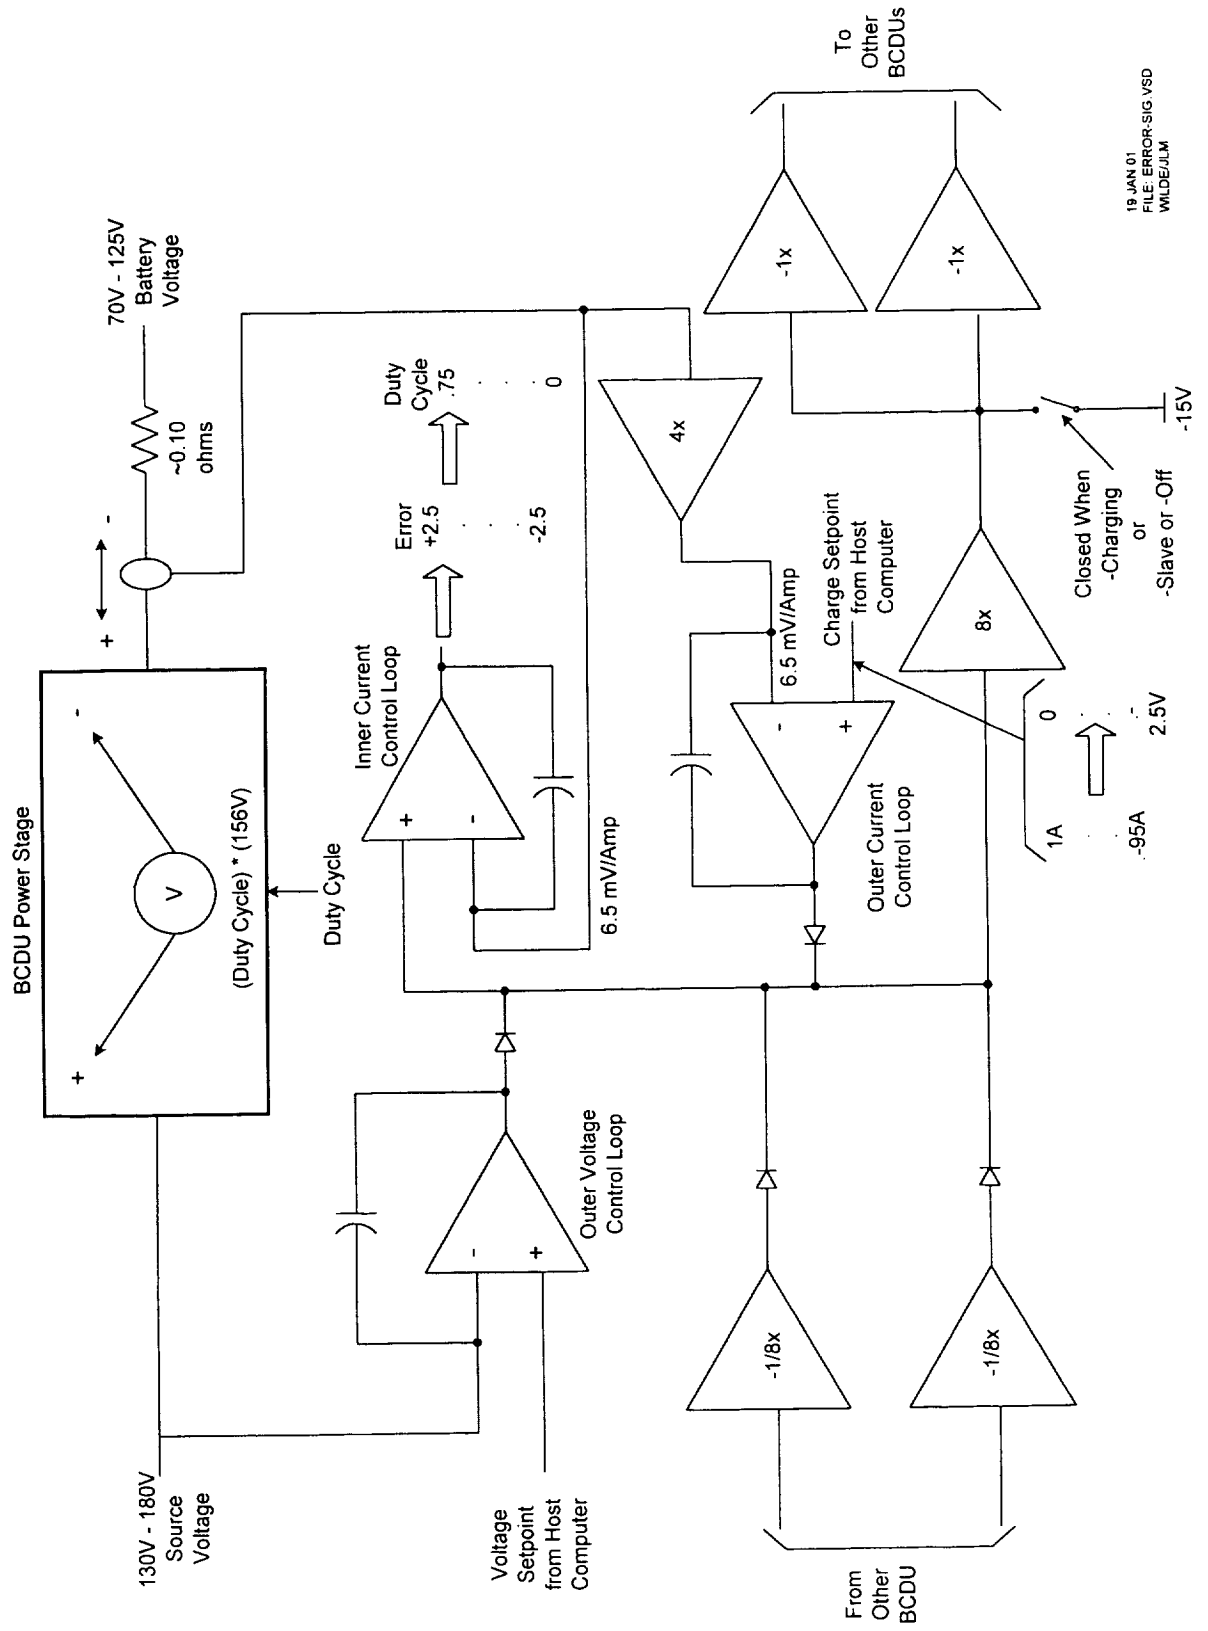 BCDU Power Stage
+
-
V
(Duty Cycle) * (156V)
Duty Cycle
130V - 180V
Source
Voltage
+
-
~0.10
ohms
70V - 125V
Battery
Voltage
Voltage
Setpoint
from Host
Computer
-
+
Outer Voltage
Control Loop
Inner Current
Control Loop
+
-
6.5 mV/Amp
Error
+2.5
.
.
-2.5
Duty
Cycle
.75
.
.
.
0
4x
6.5 mV/Amp
-
+
Outer Current
Control Loop
Charge Setpoint
from Host
Computer
1A
.
.
-95A
0
.
.-
2.5V
From
Other
BCDU
-1/8x
-1/8x
8x
Closed When
-Charging
or
-Slave or -Off
-15V
-1x
-1x
To
Other
BCDUs
19 JAN 01
FILE: ERROR-SIG.VSD
WILDE/JLM